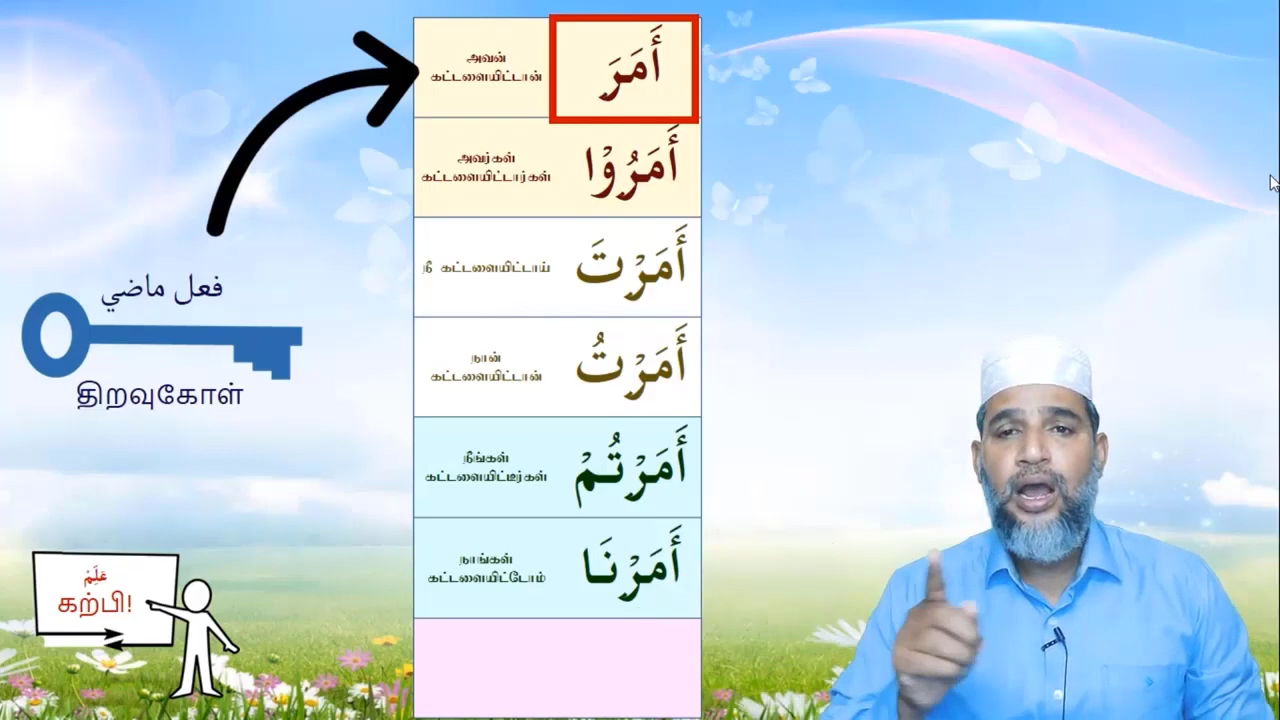 அவன்
கட்டளையிட்டான்
أَمَرَ
அவர்கள்
கட்டளையிட்டார்கள்
أَمَرُوْا
நீ கட்டளையிட்டாய்
أَمَرْتَ
நான்
கட்டளையிட்டான்
أَمَرْتُ
நீங்கள்
கட்டளையிட்டீர்கள்
أَمَرْتُمْ
நாங்கள்
கட்டளையிட்டோம்
أَمَرْنَا
فعل ماضي
திறவுகோள்
عَلِّمْ
கற்பி!